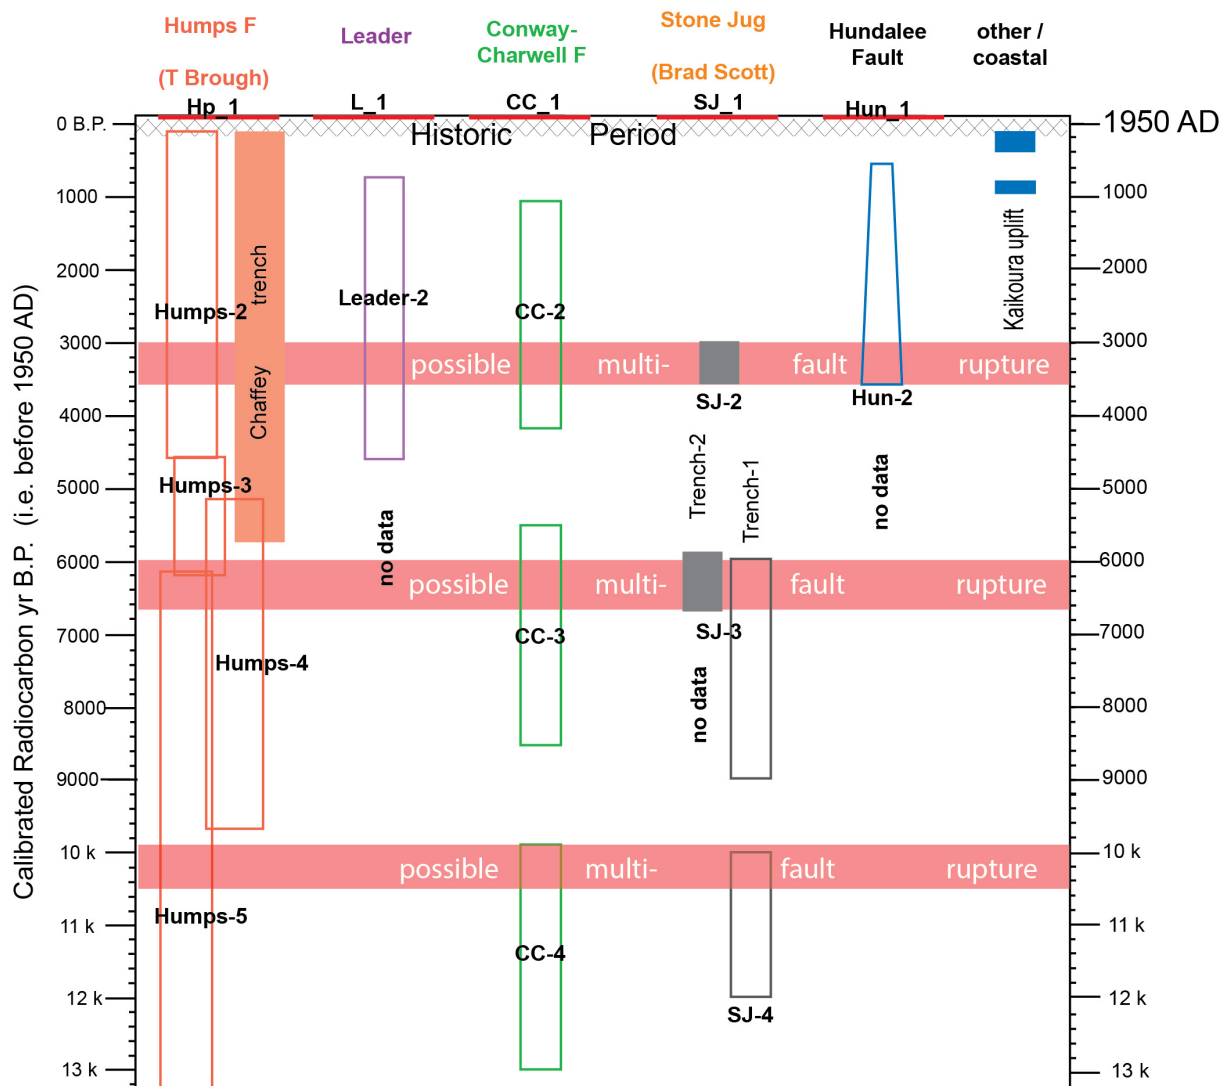 Humps F
(T Brough)
Leader
Conway-
Charwell F
Stone Jug
(Brad Scott)
Hundalee
Fault
other /
coastal
Hp_1
L_1
CC_1
SJ_1
Hun_1
0 B.P.
Historic Period
1950 AD
1000
1000
2000
2000
3000
3000
4000
4000
5000
5000
6000
6000
7000
7000
8000
8000
9000
9000
10 k
10 k
11 k
11 k
12 k
12 k
13 k
13 k
Calibrated Radiocarbon yr B.P. (i.e. before 1950 AD)
Humps-2
Chaffey trench
Leader-2
CC-2
Kaikoura uplift
possible multi- fault rupture
SJ-2
Hun-2
Humps-3
no data
Trench-2
Trench-1
no data
possible multi- fault rupture
CC-3
SJ-3
Humps-4
no data
possible multi- fault rupture
Humps-5
CC-4
SJ-4